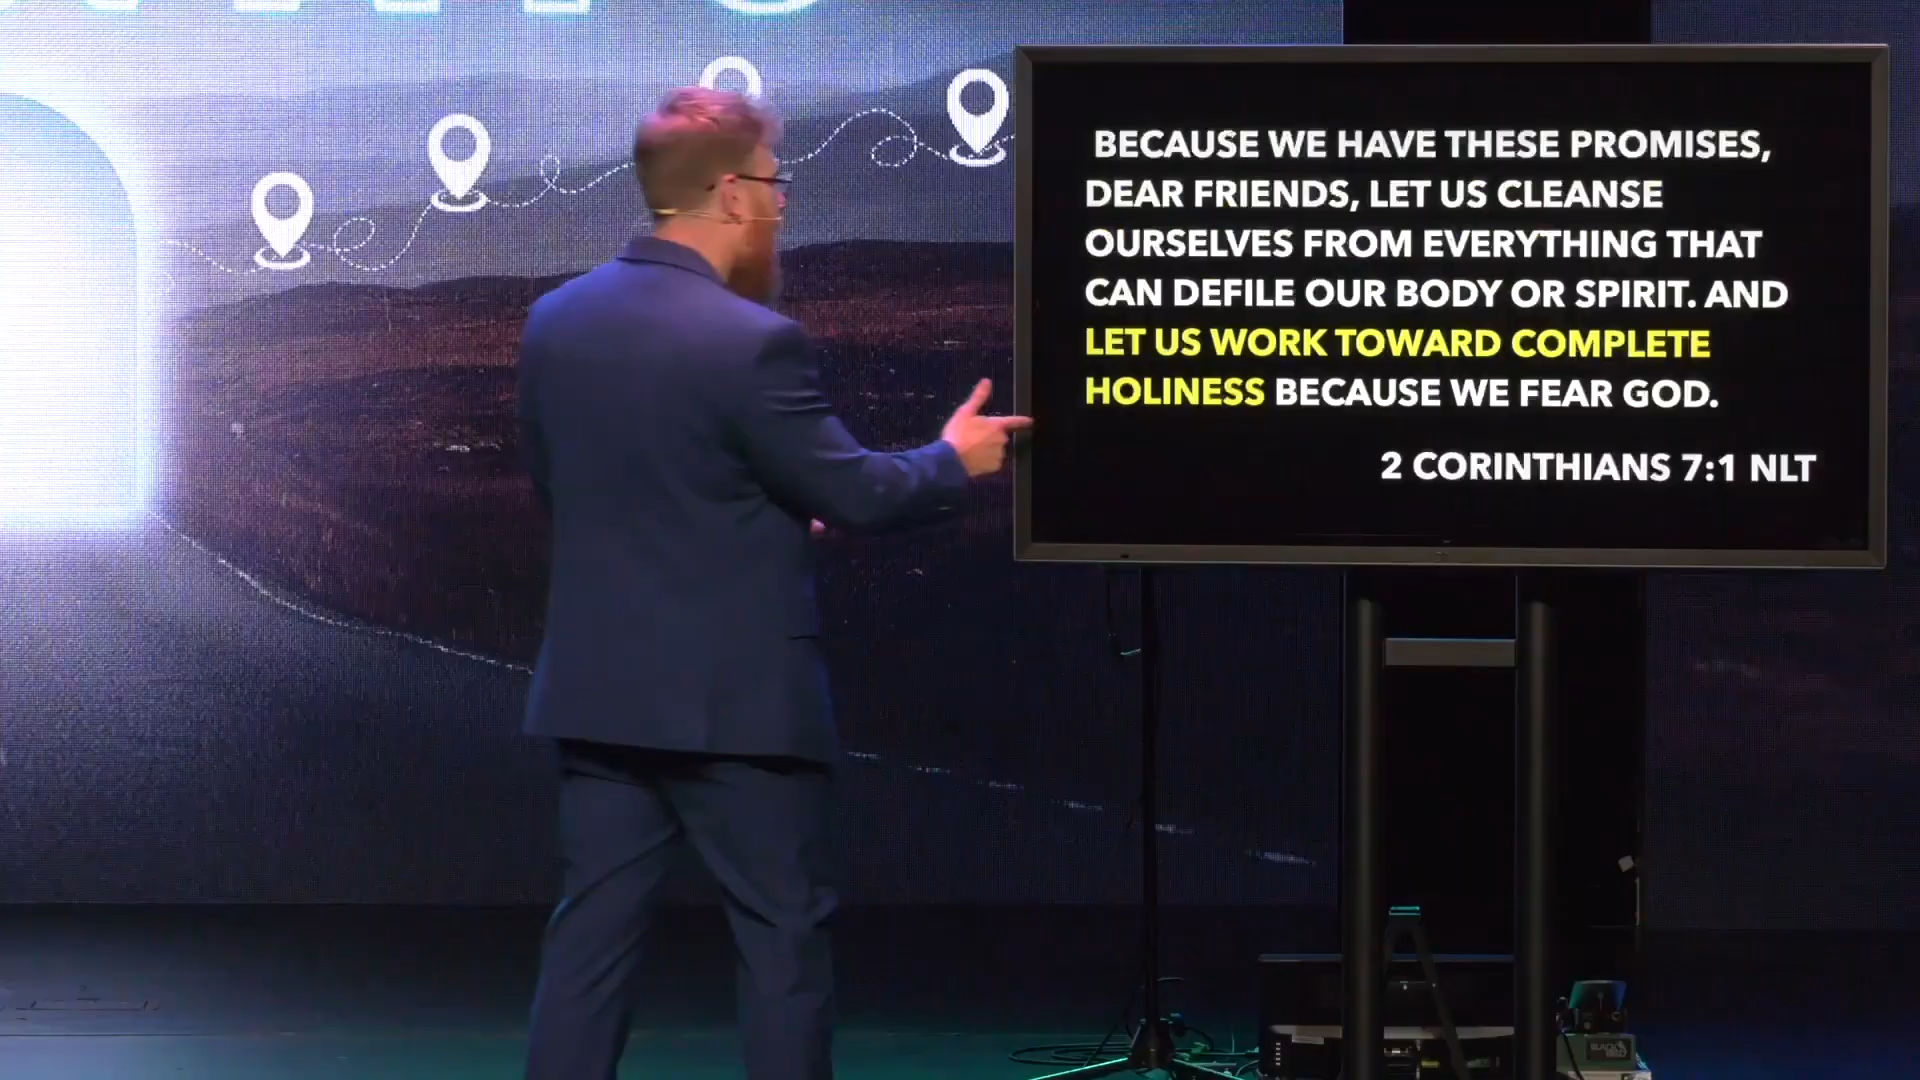 BECAUSE WE HAVE THESE PROMISES,
DEAR FRIENDS, LET US CLEANSE
OURSELVES FROM EVERYTHING THAT
CAN DEFILE OUR BODY OR SPIRIT. AND
LET US WORK TOWARD COMPLETE
HOLINESS BECAUSE WE FEAR GOD.
2 CORINTHIANS 7:1 NLT